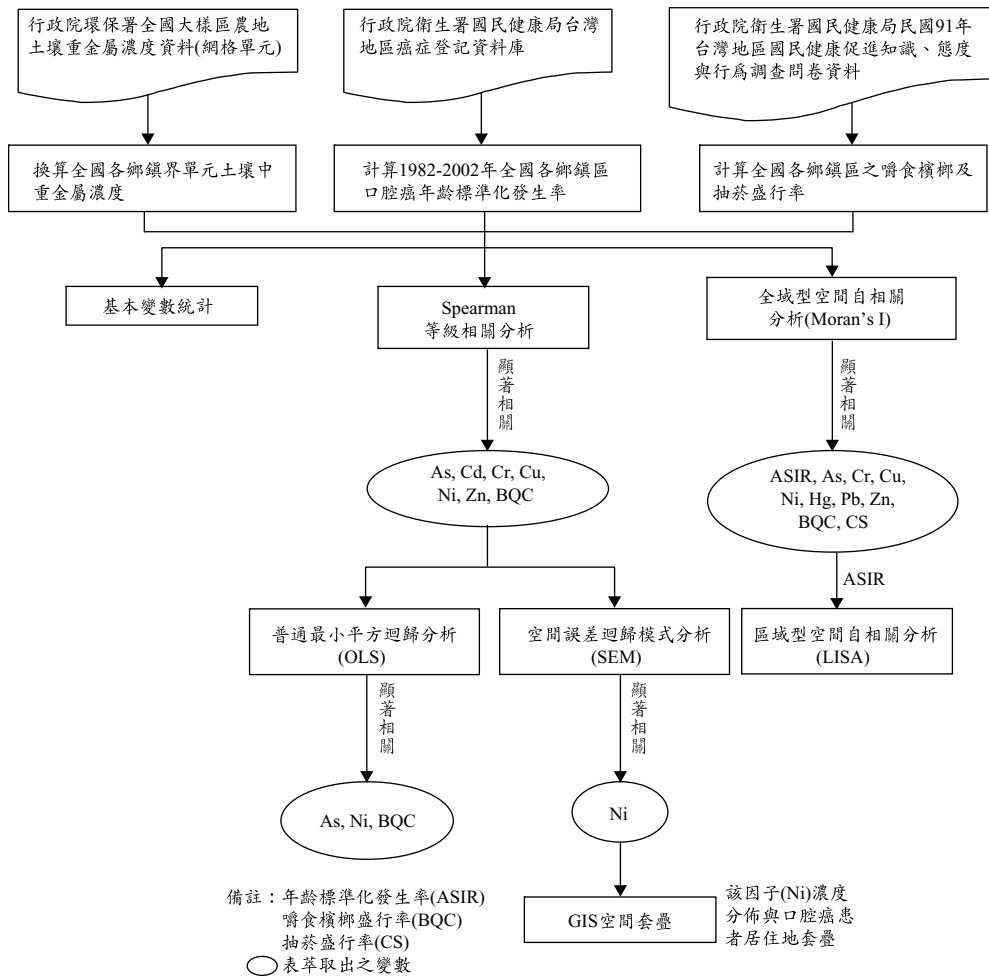 行政院環保署全國大樣區農地
土壤重金屬濃度資料(網格單元)
行政院衛生署國民健康局台灣
地區癌症登記資料庫
行政院衛生署國民健康局民國91年
台灣地區國民健康促進知識、態度
與行為調查問卷資料
換算全國各鄉鎮界單元土壤中
重金屬濃度
計算1982-2002年全國各鄉鎮區
口腔癌年齡標準化發生率
計算全國各鄉鎮區之嚼食檳榔及
抽菸盛行率
基本變數統計
Spearman
等級相關分析
全域型空間自相關
分析(Moran's I)
顯著相關
顯著相關
As, Cd, Cr, Cu,
Ni, Zn, BQC
ASIR, As, Cr, Cu,
Ni, Hg, Pb, Zn,
BQC, CS
ASIR
普通最小平方迴歸分析
(OLS)
空間誤差迴歸模式分析
(SEM)
區域型空間自相關分析
(LISA)
顯著相關
顯著相關
As, Ni, BQC
Ni
備註：年齡標準化發生率(ASIR)
嚼食檳榔盛行率(BQC)
抽菸盛行率(CS)
表萃取出之變數
GIS空間套疊
該因子(Ni)濃度
分佈與口腔癌患
者居住地套疊